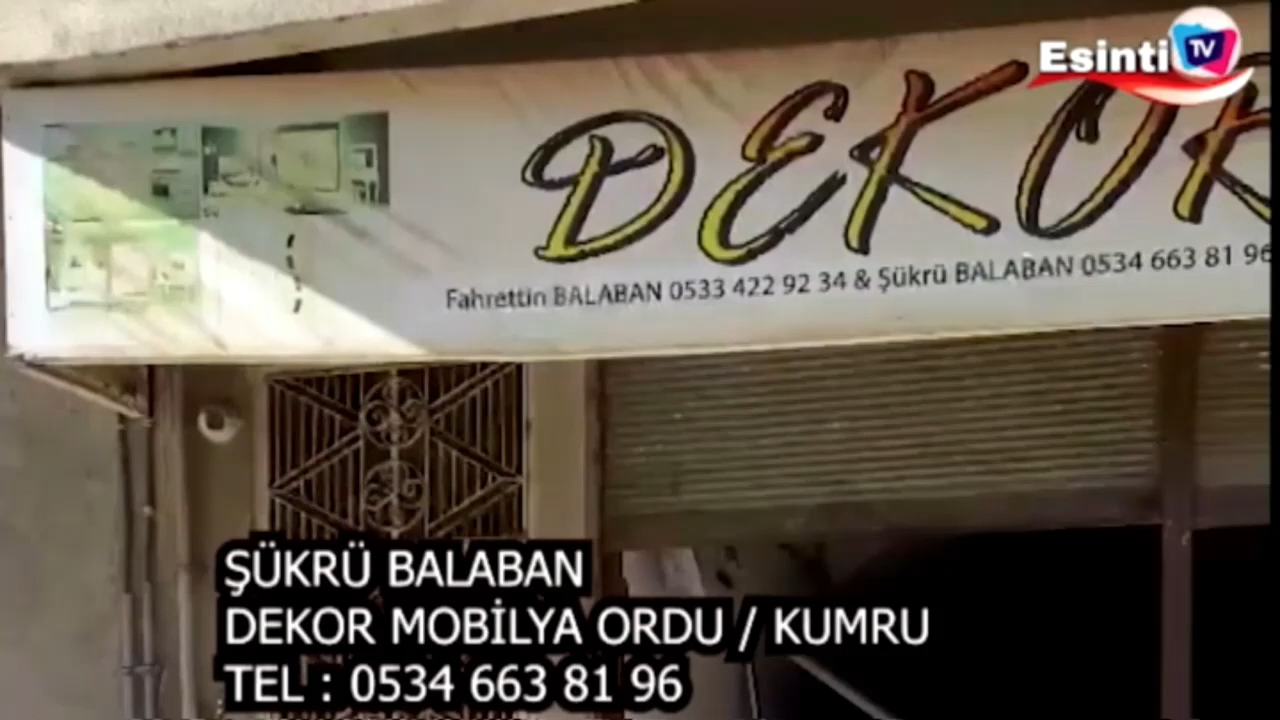 Esinti TV
DEKOR
Fahrettin BALABAN 0533 422 92 34 & Şükrü BALABAN 0534 663 81 96
ŞÜKRÜ BALABAN
DEKOR MOBİLYA ORDU / KUMRU
TEL : 0534 663 81 96